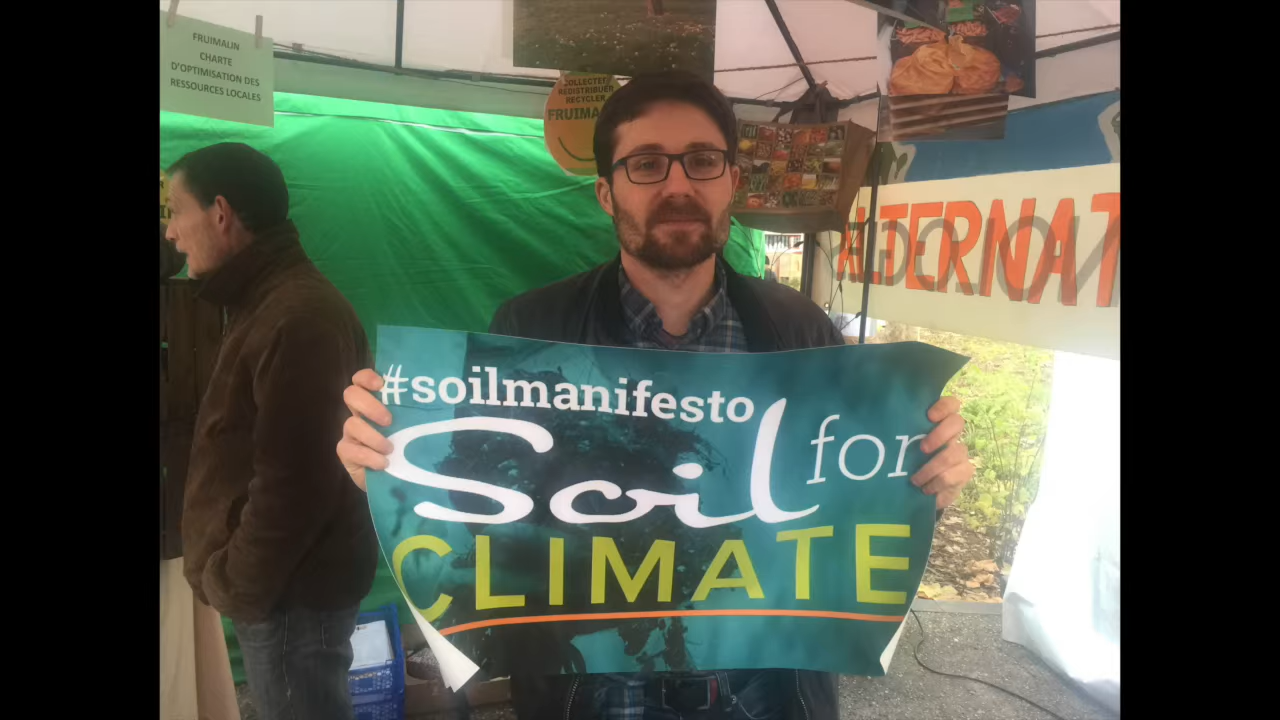 FRUIMALIN
CHARTE
D'OPTIMISATION DES
RESSOURCES LOCALES
COLLECTER
REDISTRIBUER
RECYCLER
FRUIMA
ALTERNAT
#soilmanifesto
Soil for
CLIMATE